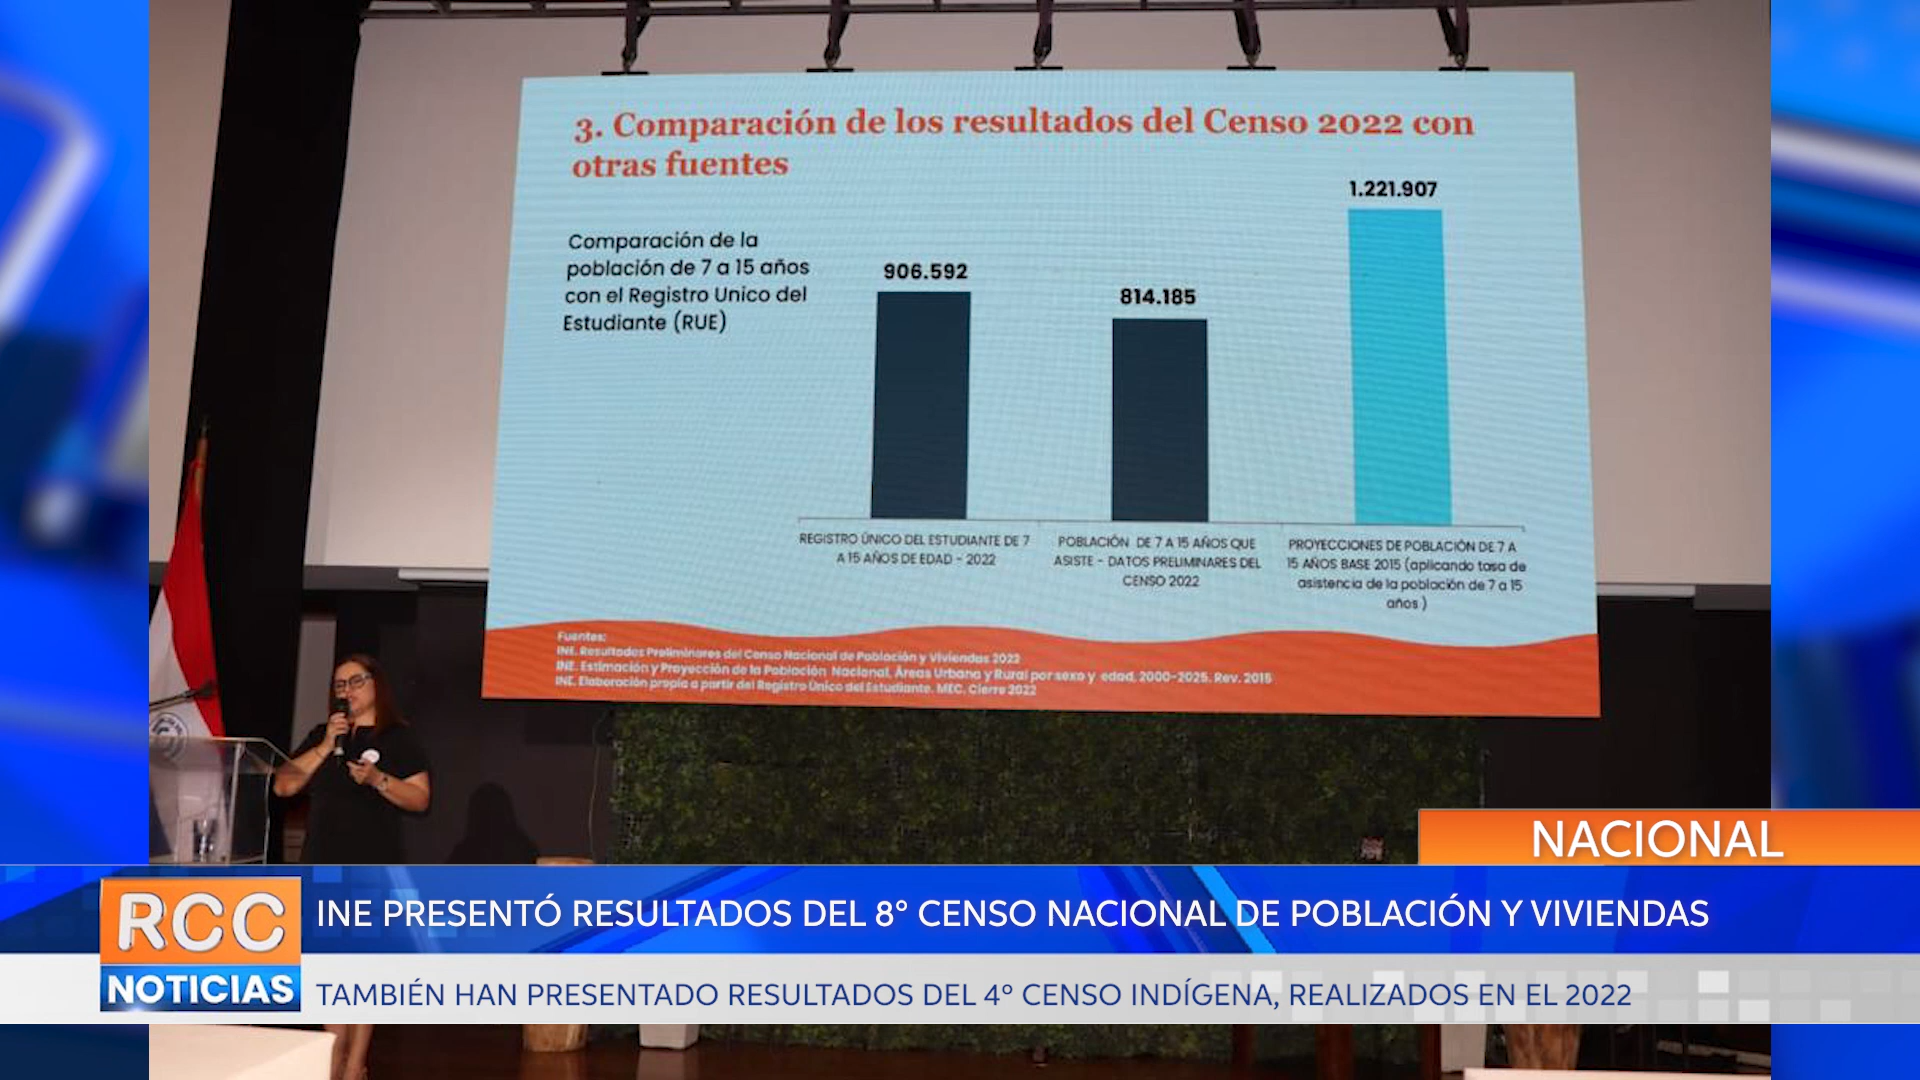 3. Comparación de los resultados del Censo 2022 con
otras fuentes
Comparación de la
población de 7 a 15 años
con el Registro Unico del
Estudiante (RUE)
906.592
814.185
1.221.907
REGISTRO ÚNICO DEL ESTUDIANTE DE 7
A 15 AÑOS DE EDAD - 2022
POBLACIÓN DE 7 A 15 AÑOS QUE
ASISTE - DATOS PRELIMINARES DEL
CENSO 2022
PROYECCIONES DE POBLACIÓN DE 7 A
15 AÑOS BASE 2015 (aplicando tasa de
asistencia de la población de 7 a 15
años )
Fuentes:
INE. Resultados Preliminares del Censo Nacional de Población y Viviendas 2022
INE. Estimación y Proyección de la Población Nacional, Áreas Urbana y Rural por sexo y edad, 2000-2025. Rev. 2015
INE. Elaboración propia a partir del Registro Único del Estudiante. MEC. Cierre 2022
NACIONAL
RCC
NOTICIAS
INE PRESENTÓ RESULTADOS DEL 8° CENSO NACIONAL DE POBLACIÓN Y VIVIENDAS
TAMBIÉN HAN PRESENTADO RESULTADOS DEL 4° CENSO INDÍGENA, REALIZADOS EN EL 2022